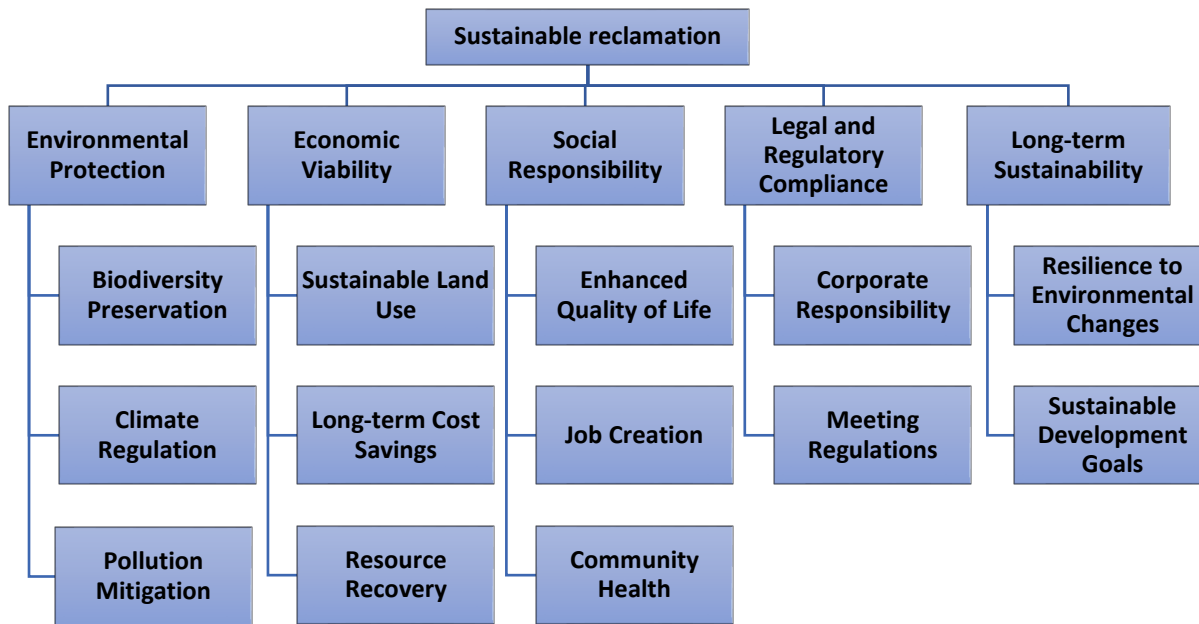 Sustainable reclamation
Environmental
Protection
Biodiversity
Preservation
Climate
Regulation
Pollution
Mitigation
Economic
Viability
Sustainable Land
Use
Long-term Cost
Savings
Resource
Recovery
Social
Responsibility
Enhanced
Quality of Life
Job Creation
Community
Health
Legal and
Regulatory
Compliance
Corporate
Responsibility
Meeting
Regulations
Long-term
Sustainability
Resilience to
Environmental
Changes
Sustainable
Development
Goals